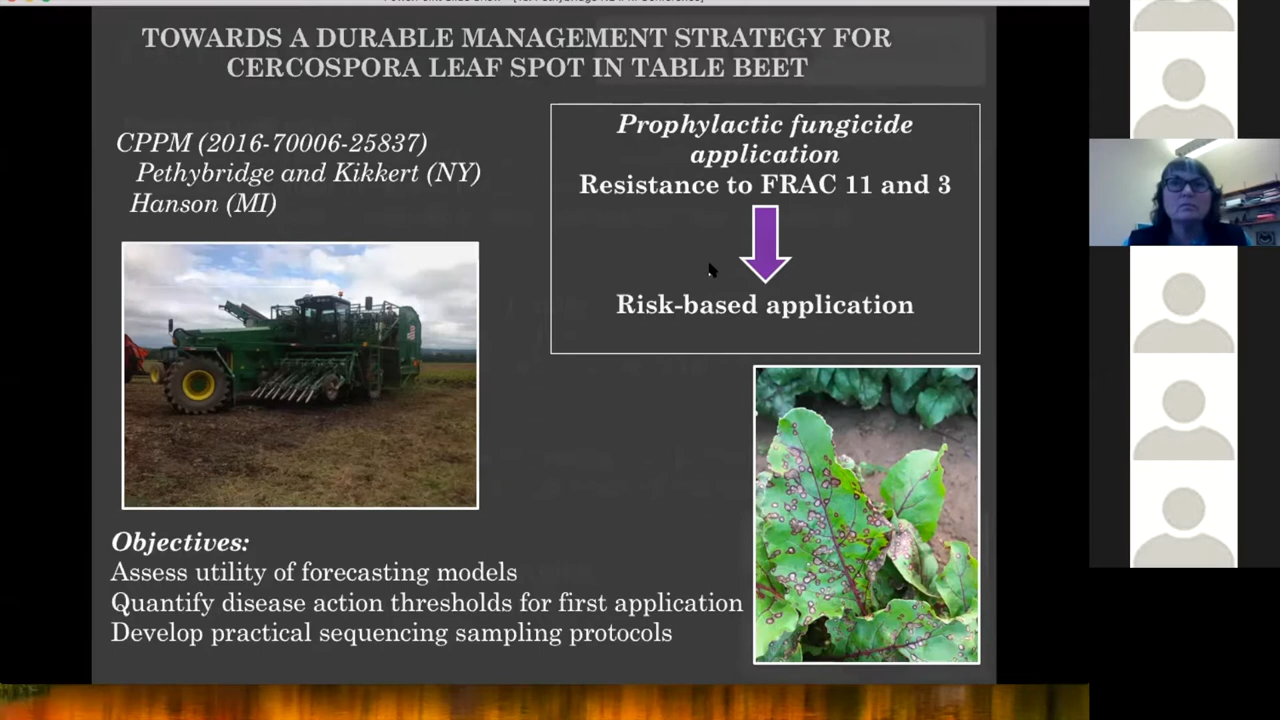 TOWARDS A DURABLE MANAGEMENT STRATEGY FOR
CERCOSPORA LEAF SPOT IN TABLE BEET
CPPM (2016-70006-25837)
Pethybridge and Kikkert (NY)
Hanson (MI)
Prophylactic fungicide
application
Resistance to FRAC 11 and 3
Risk-based application
Objectives:
Assess utility of forecasting models
Quantify disease action thresholds for first application
Develop practical sequencing sampling protocols